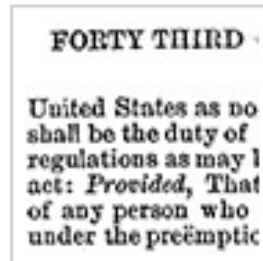 FORTY THIRD
United States as no
shall be the duty of
regulations as may
act: Provided, That
of any person who
under the preëmptio